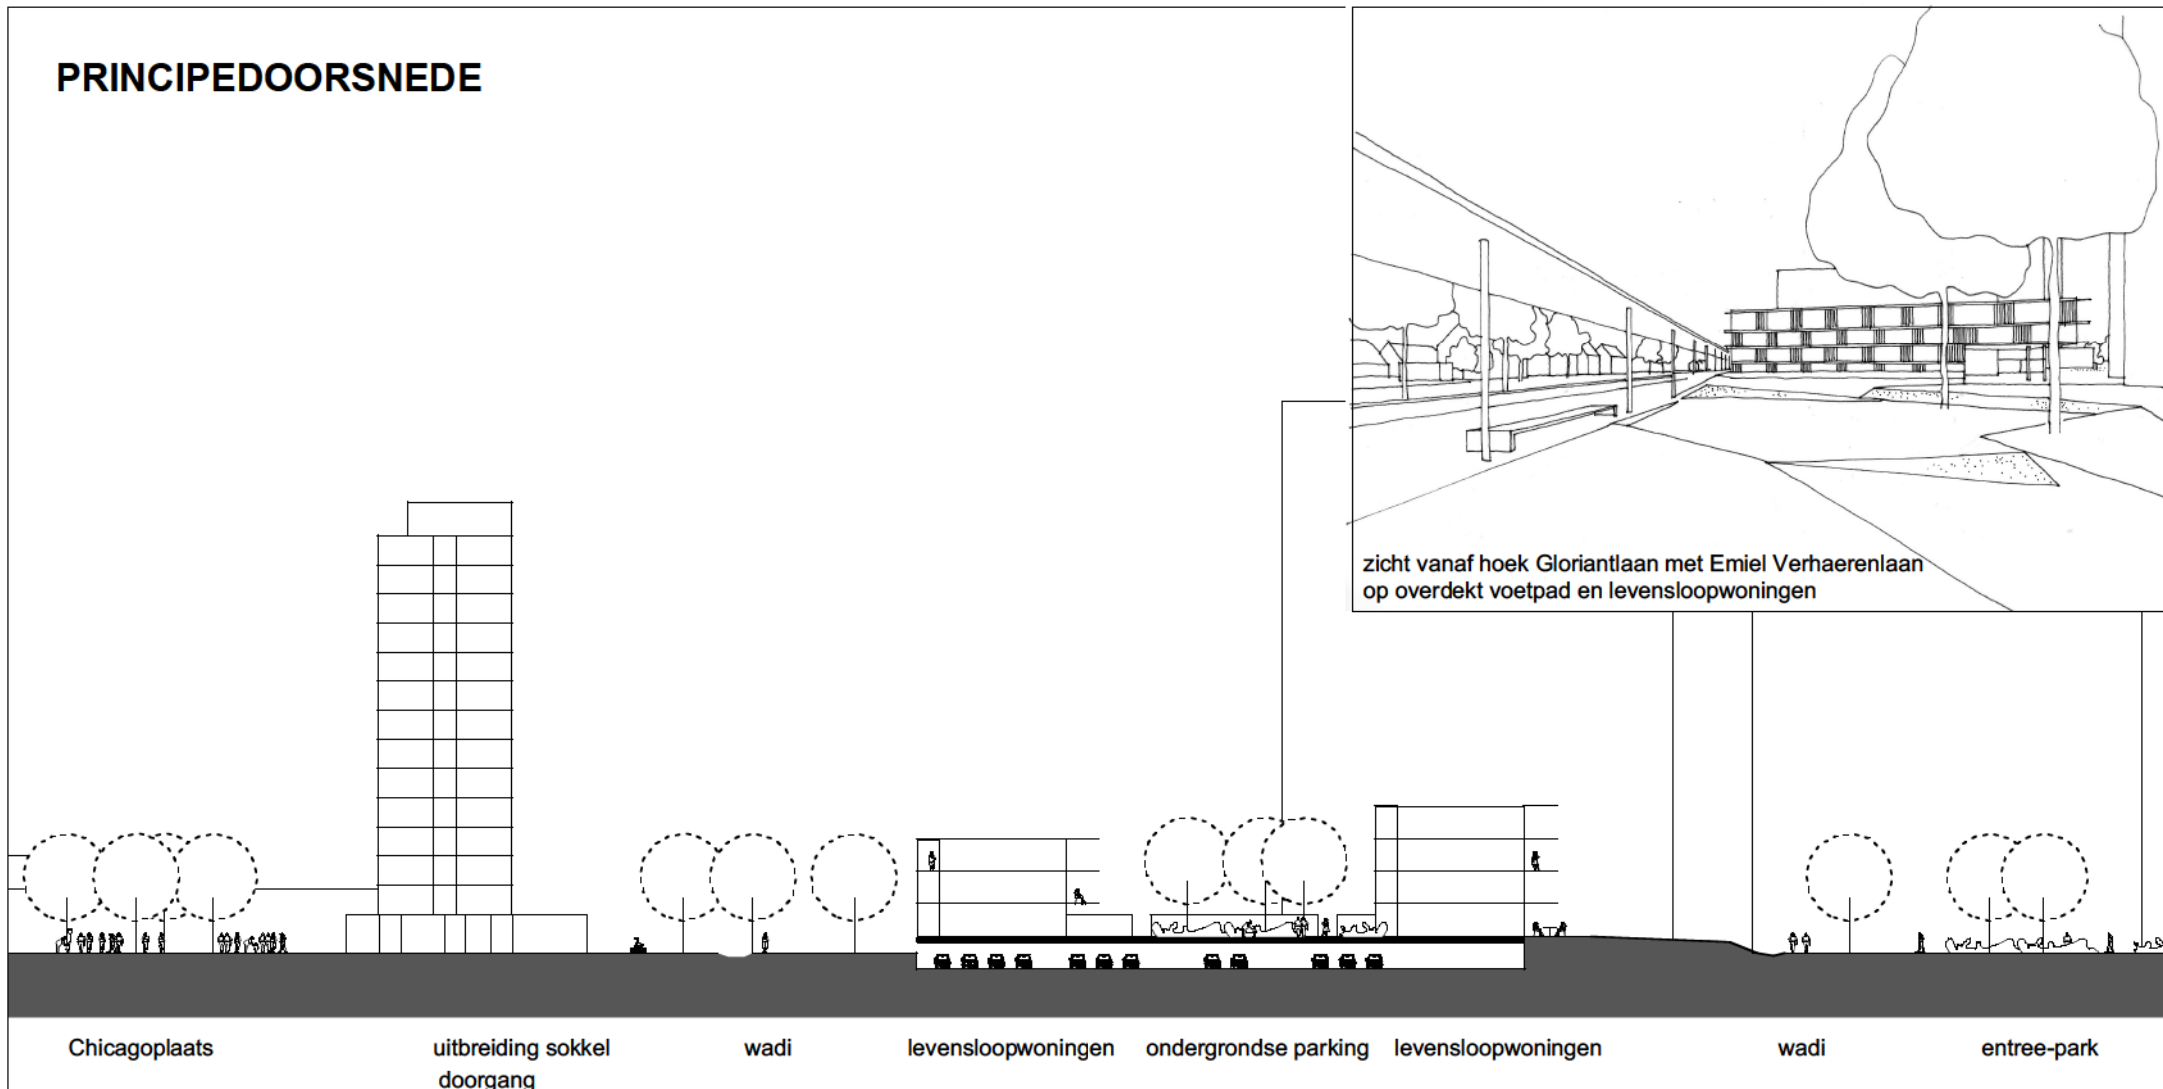 PRINCIPEDOORSNEDE
zicht vanaf hoek Gloriantlaan met Emiel Verhaerenlaan
op overdekt voetpad en levensloopwoningen
Chicagoplaats
uitbreiding sokkel
doorgang
wadi
levensloopwoningen
ondergrondse parking
levensloopwoningen
wadi
entree-park